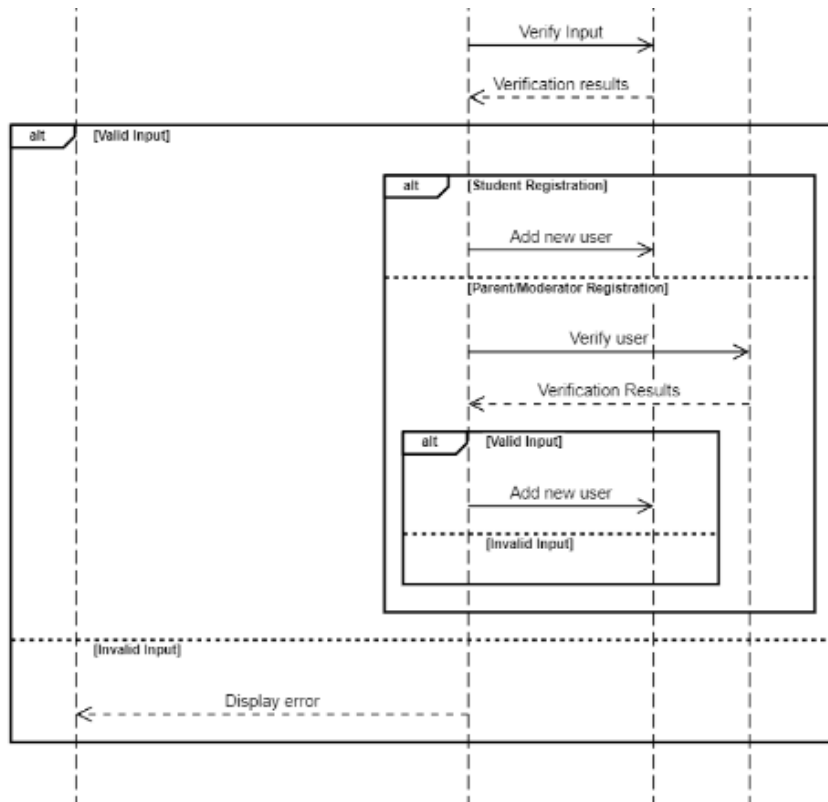 Verify Input
Verification results
alt [Valid Input]
alt [Student Registration]
Add new user
[Parent/Moderator Registration]
Verify user
Verification Results
alt [Valid Input]
Add new user
[Invalid Input]
[Invalid Input]
Display error